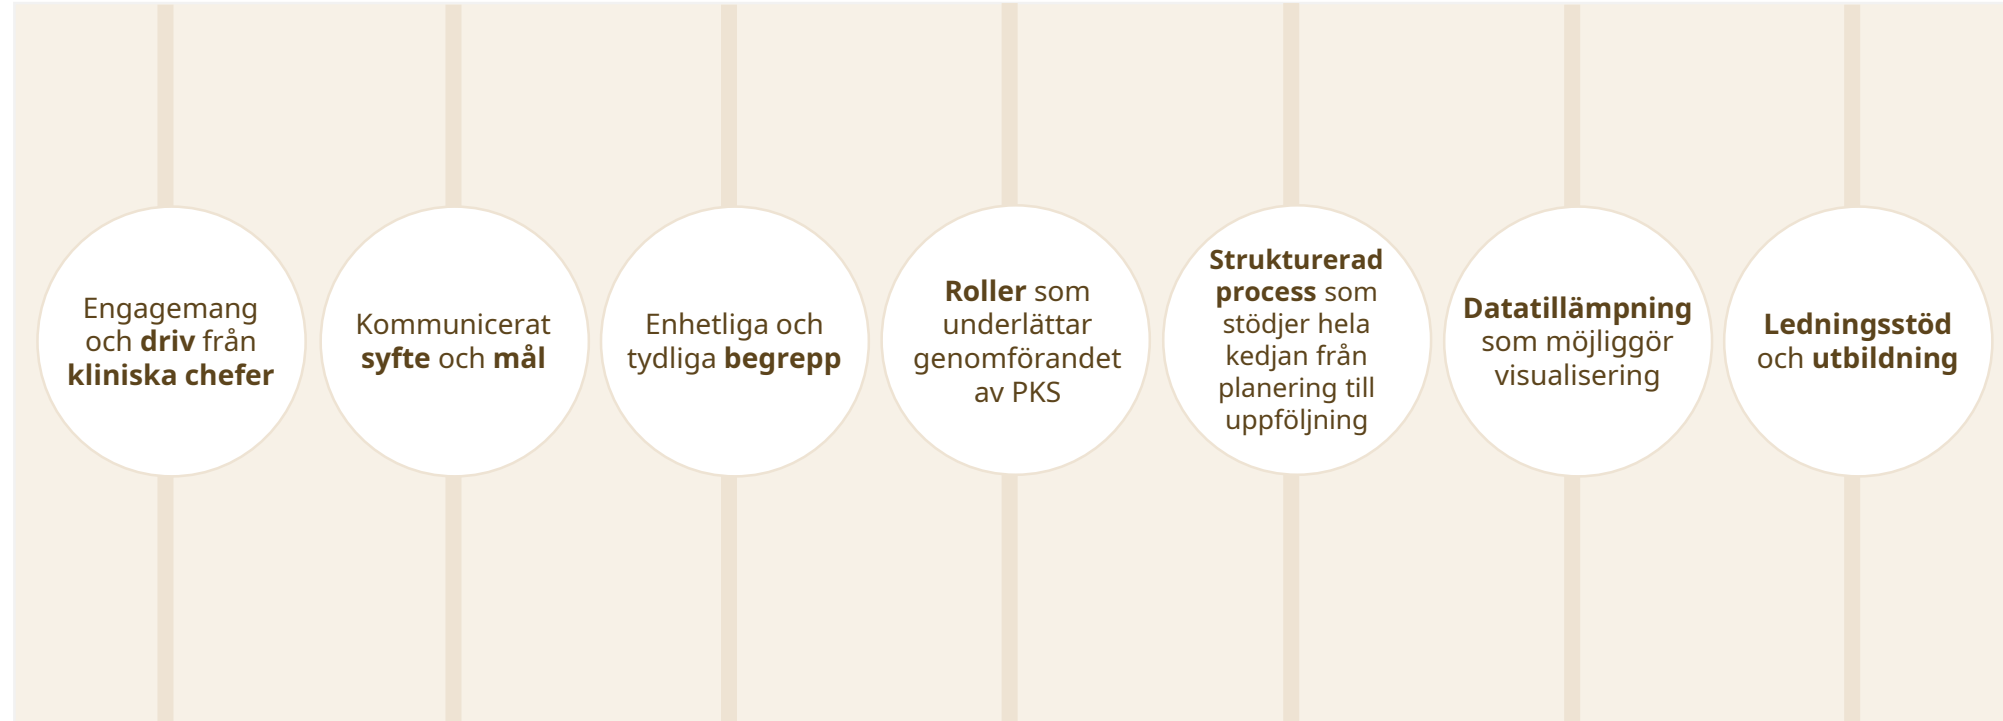 Engagemang
och driv från
kliniska chefer
Kommunicerat
syfte och mål
Enhetliga och
tydliga begrepp
Roller som
underlättar
genomförandet
av PKS
Strukturerad
process som
stödjer hela
kedjan från
planering till
uppföljning
Datatillämpning
som möjliggör
visualisering
Ledningsstöd
och utbildning